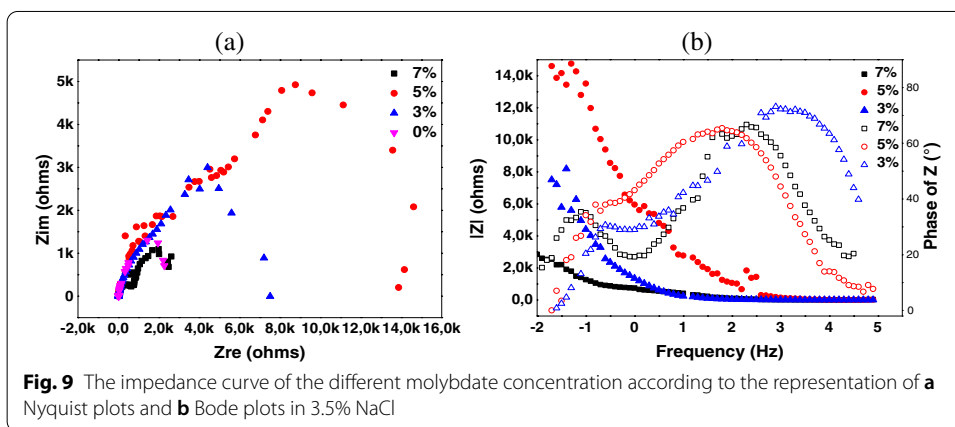 (a)
5k
4k
3k
2k
1k
0
Zim (ohms)
-2,0k 0,0 2,0k 4,0k 6,0k 8,0k 10,0k 12,0k 14,0k 16,0k
Zre (ohms)
7%
5%
3%
0%
(b)
14,0k
12,0k
10,0k
8,0k
6,0k
4,0k
2,0k
0,0
|Z| (ohms)
-2 -1 0 1 2 3 4 5
Frequency (Hz)
7%
5%
3%
7%
5%
3%
80
60
40
20
0
Phase of Z (°)
Fig. 9 The impedance curve of the different molybdate concentration according to the representation of a
Nyquist plots and b Bode plots in 3.5% NaCl